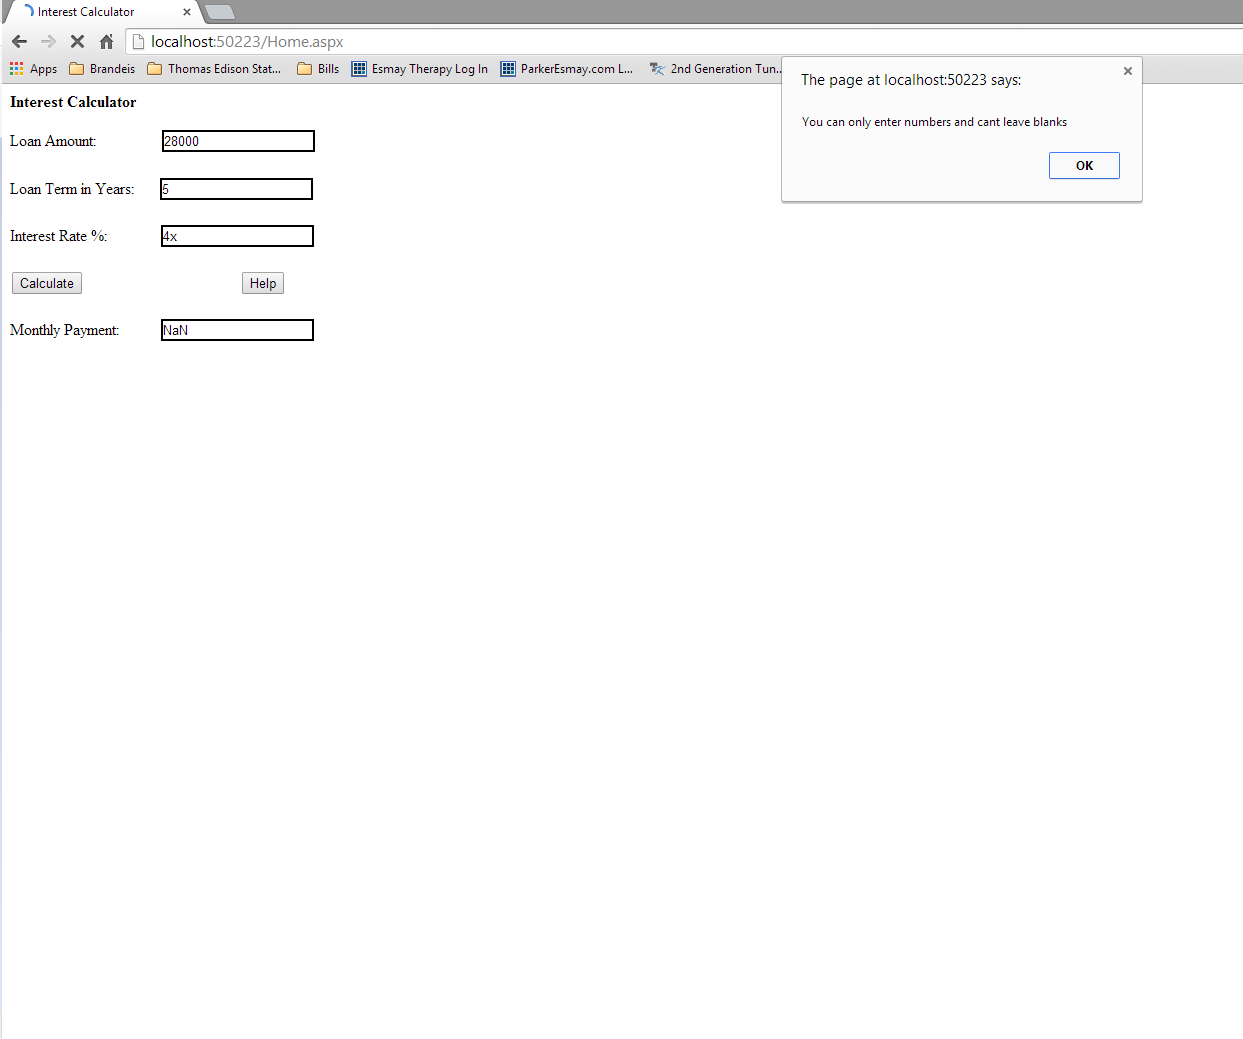 Interest Calculator
localhost:50223/Home.aspx
Apps Brandeis Thomas Edison Stat... Bills Esmay Therapy Log In ParkerEsmay.com L... 2nd Generation Tun...
The page at localhost:50223 says:
You can only enter numbers and cant leave blanks
OK
Interest Calculator
Loan Amount: 28000
Loan Term in Years: 5
Interest Rate %: 4x
Calculate Help
Monthly Payment: NaN